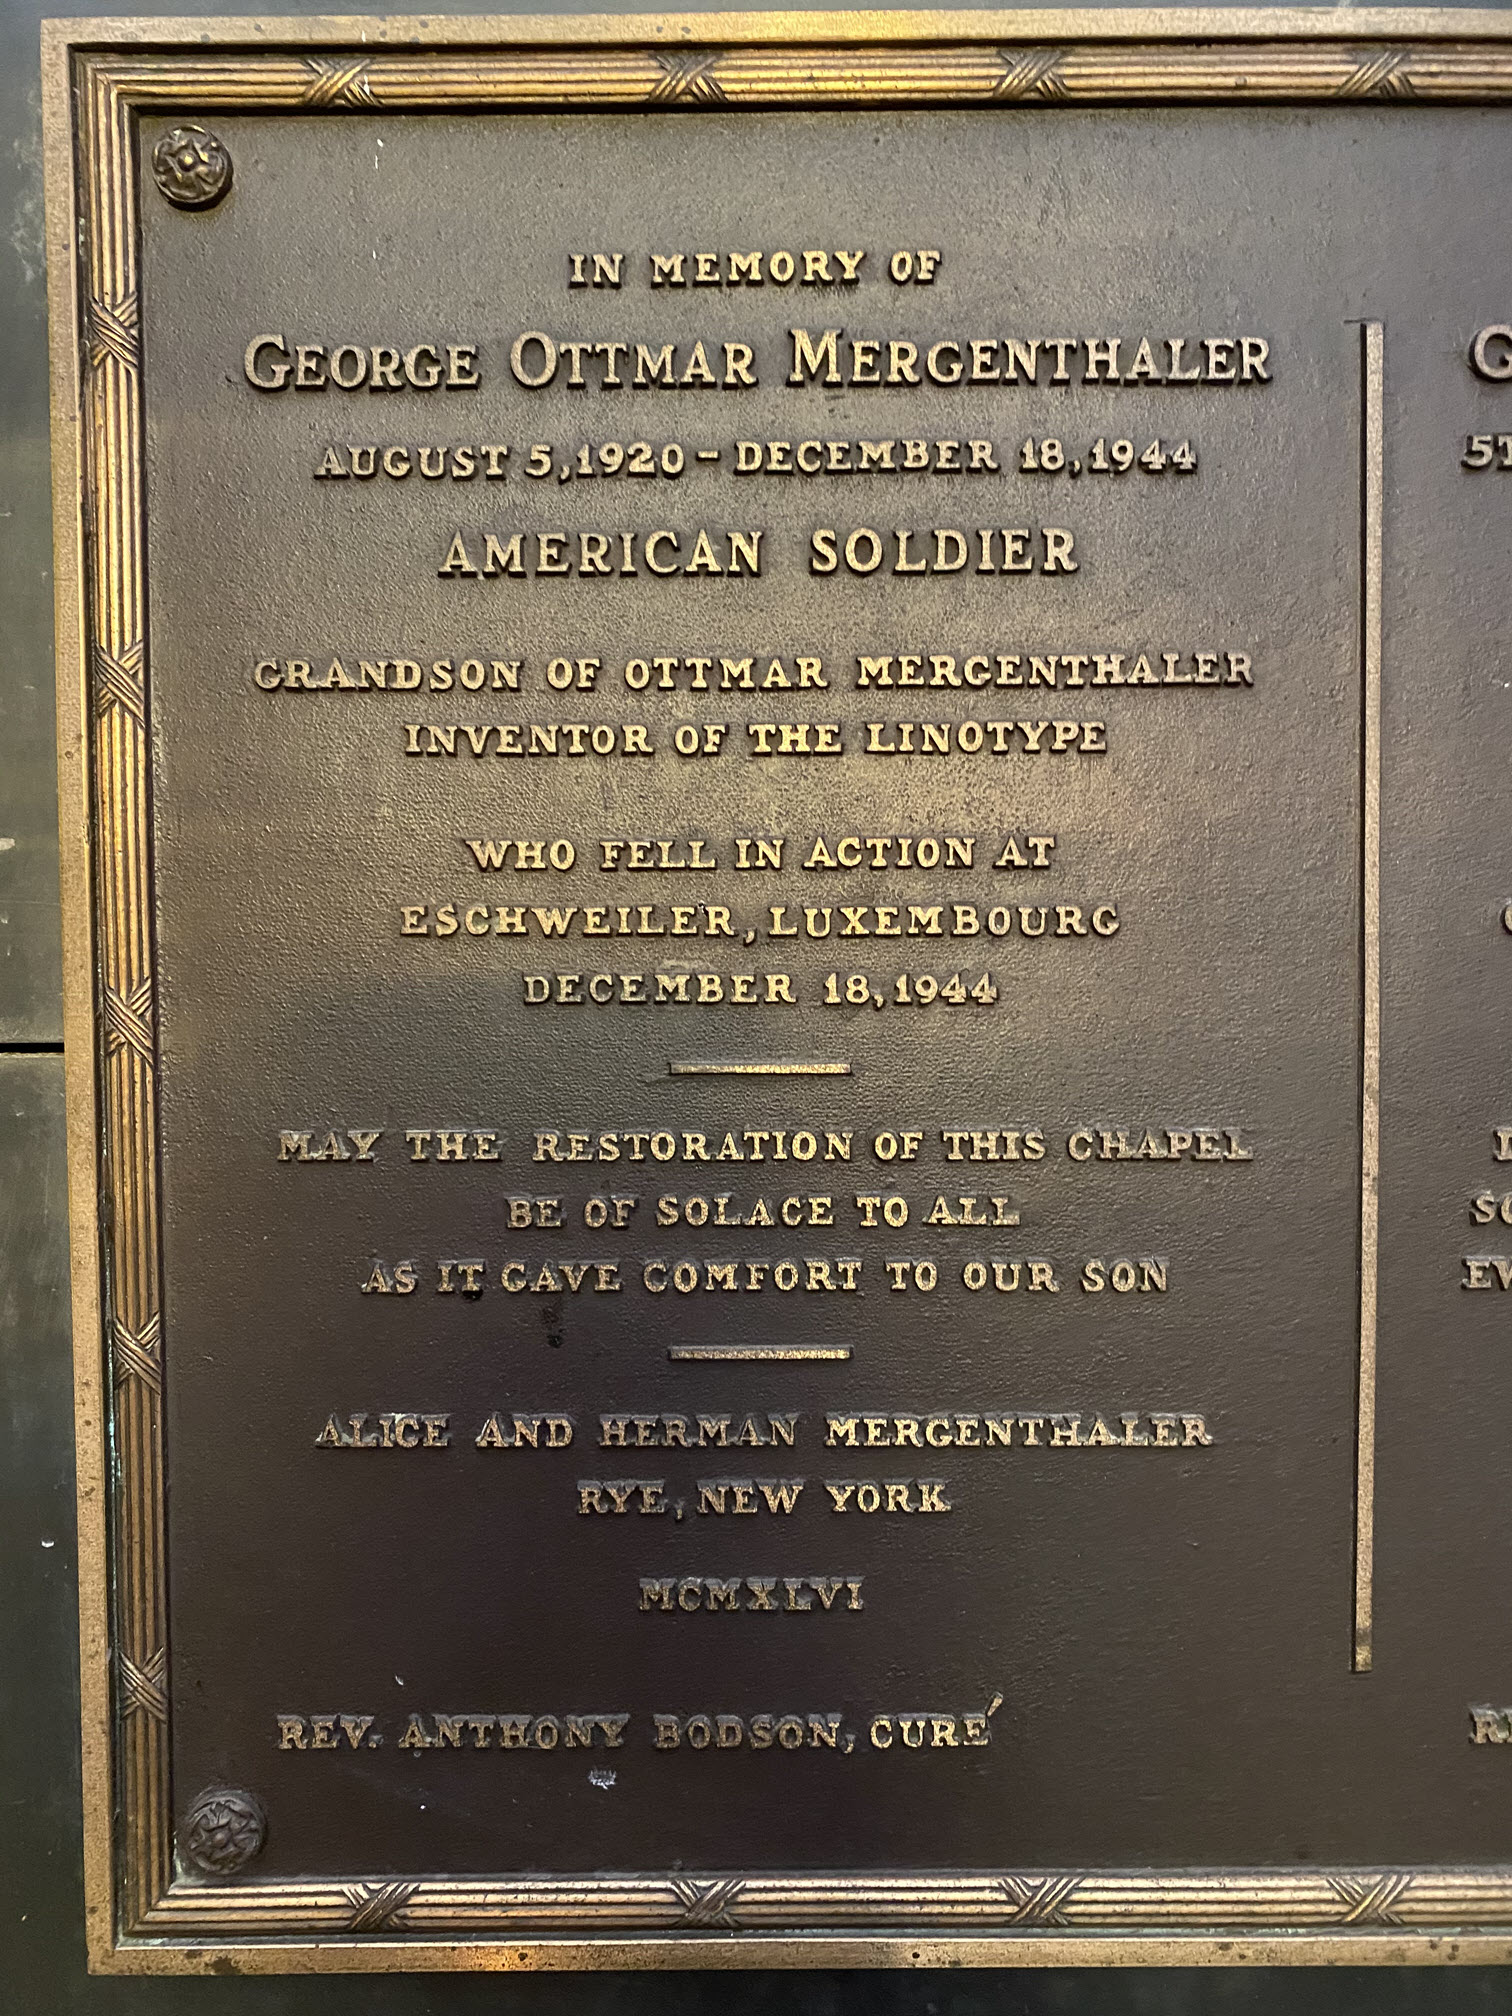 IN MEMORY OF
GEORGE OTTMAR MERGENTHALER
AUGUST 5, 1920 - DECEMBER 18, 1944
AMERICAN SOLDIER
GRANDSON OF OTTMAR MERGENTHALER
INVENTOR OF THE LINOTYPE
WHO FELL IN ACTION AT
ESCHWEILER, LUXEMBOURG
DECEMBER 18, 1944
MAY THE RESTORATION OF THIS CHAPEL
BE OF SOLACE TO ALL
AS IT GAVE COMFORT TO OUR SON
ALICE AND HERMAN MERGENTHALER
RYE, NEW YORK
MCMXLVI
REV. ANTHONY BODSON, CURÉ